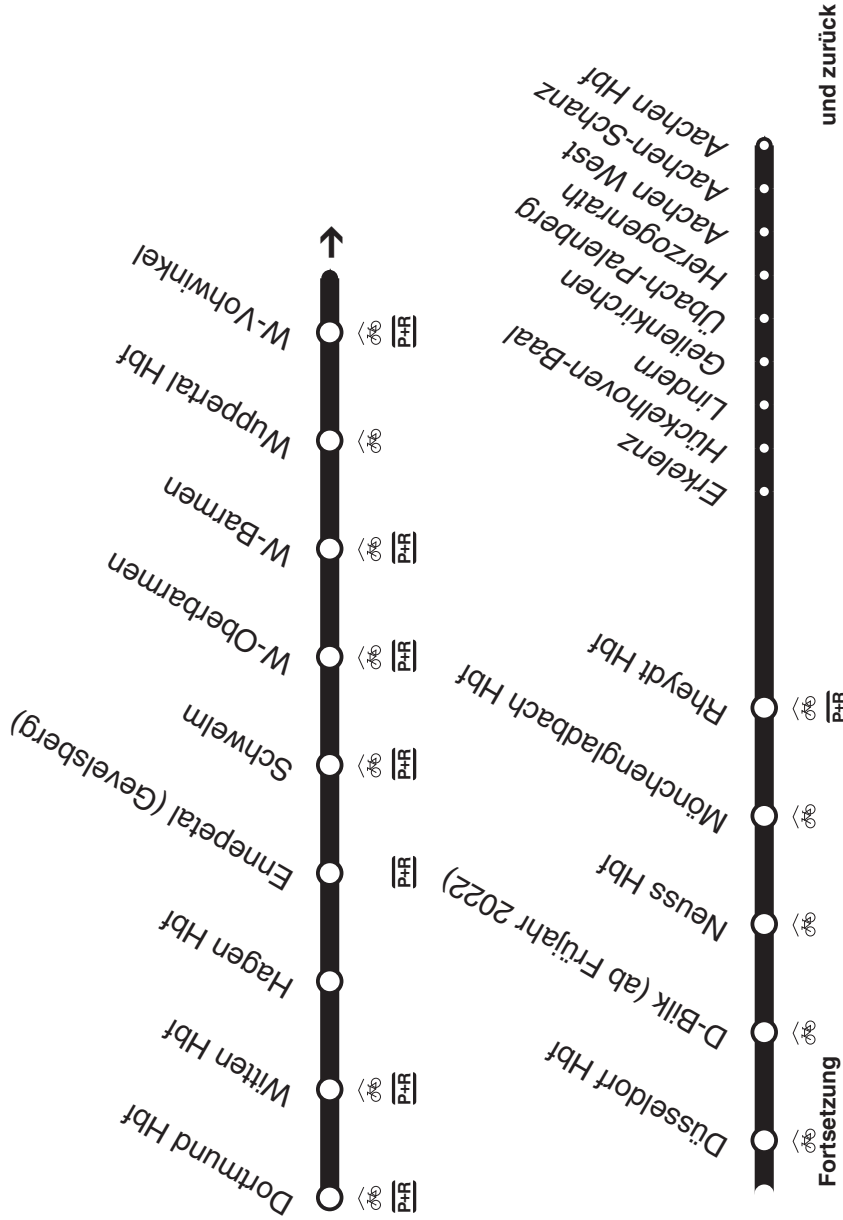 Dortmund Hbf
P+R
Witten Hbf
P+R
Hagen Hbf
Ennepetal (Gevelsberg)
P+R
Schwelm
P+R
W-Oberbarmen
P+R
W-Barmen
P+R
Wuppertal Hbf
W-Vohwinkel
P+R
Fortsetzung
Düsseldorf Hbf
D-Bilk (ab Früjahr 2022)
Neuss Hbf
Mönchengladbach Hbf
Rheydt Hbf
P+R
Erkelenz
Hückelhoven-Baal
Lindern
Geilenkirchen
Übach-Palenberg
Herzogenrath
Aachen West
Aachen-Schanz
Aachen Hbf
und zurück